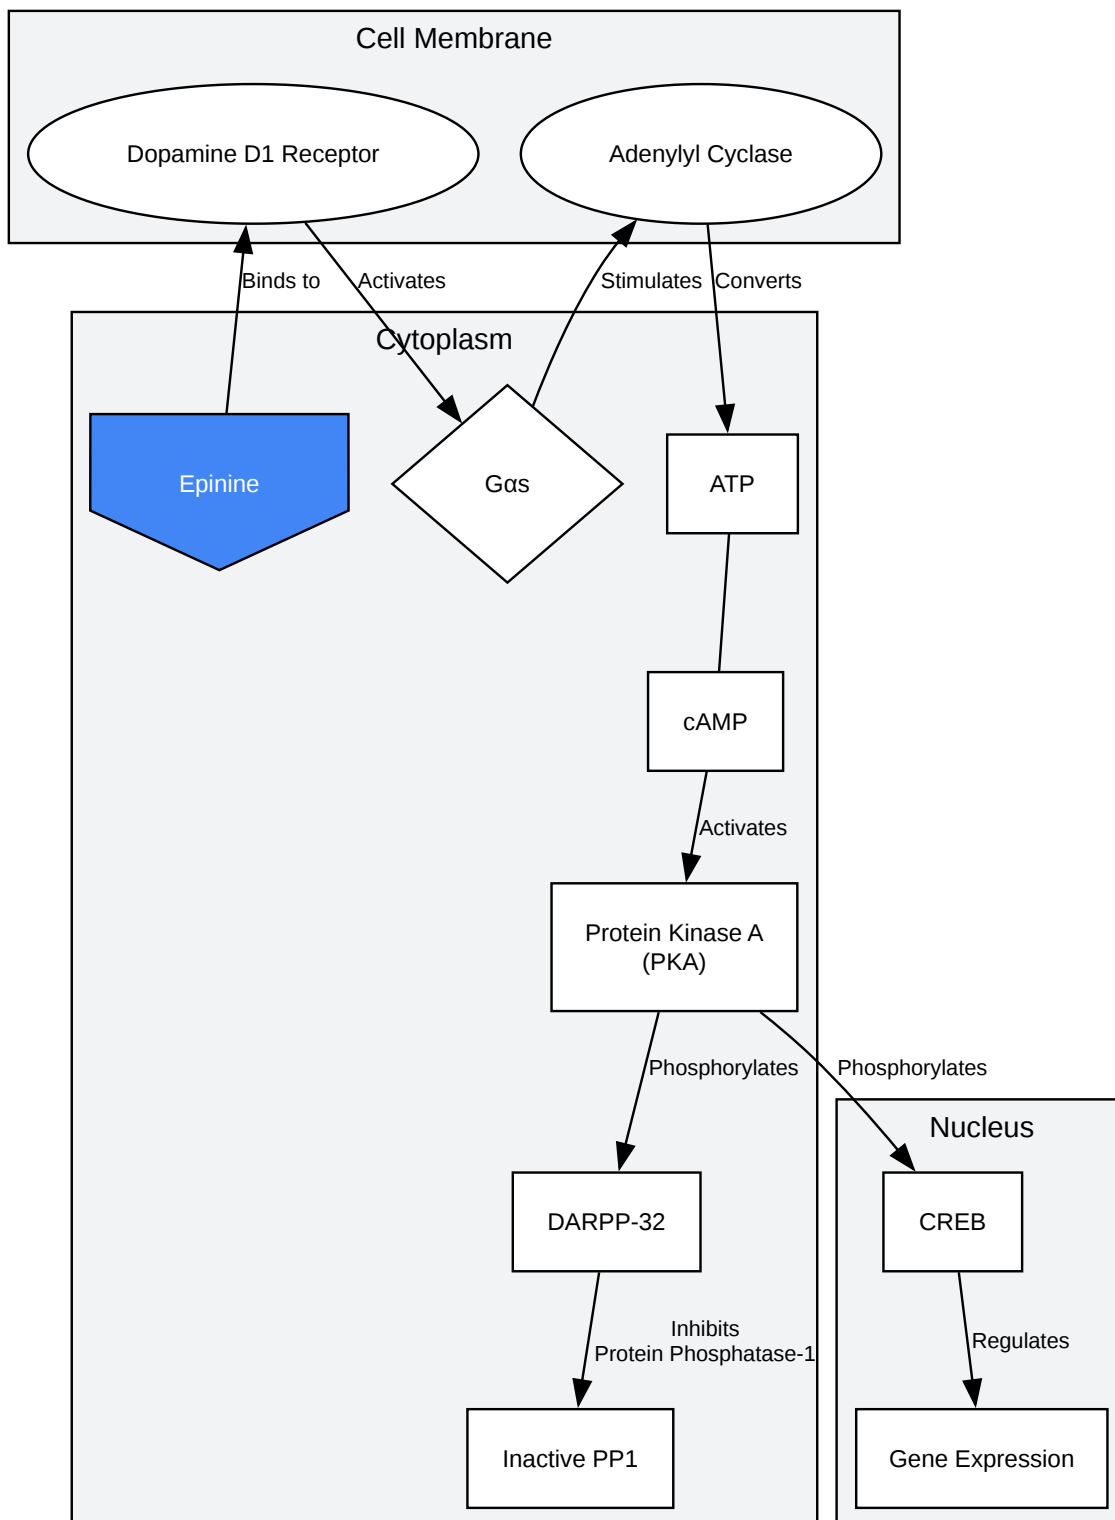 Cell Membrane
Dopamine D1 Receptor
Adenylyl Cyclase
Binds to
Activates
Stimulates
Converts
Cytoplasm
Epinine
Gαs
ATP
cAMP
Activates
Protein Kinase A
(PKA)
Phosphorylates
Phosphorylates
Nucleus
DARPP-32
CREB
Inhibits
Protein Phosphatase-1
Regulates
Inactive PP1
Gene Expression